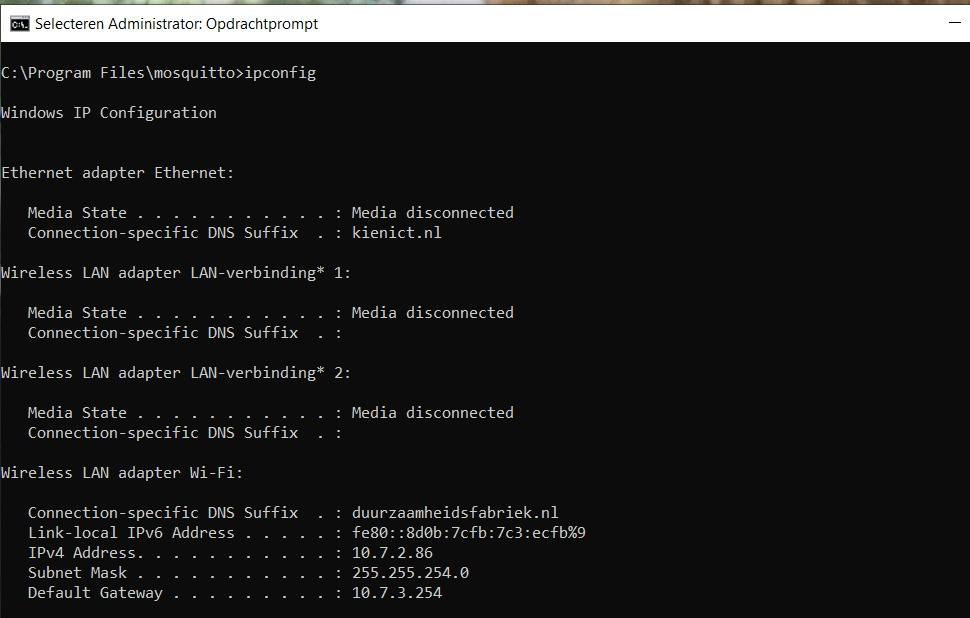 Selecteren Administrator: Opdrachtprompt
C:\Program Files\mosquitto>ipconfig
Windows IP Configuration
Ethernet adapter Ethernet:
Media State . . . . . . . . . . . : Media disconnected
Connection-specific DNS Suffix  . : kienict.nl
Wireless LAN adapter LAN-verbinding* 1:
Media State . . . . . . . . . . . : Media disconnected
Connection-specific DNS Suffix  . :
Wireless LAN adapter LAN-verbinding* 2:
Media State . . . . . . . . . . . : Media disconnected
Connection-specific DNS Suffix  . :
Wireless LAN adapter Wi-Fi:
Connection-specific DNS Suffix  . : duurzaamheidsfabriek.nl
Link-local IPv6 Address . . . . . : fe80::8d0b:7cfb:7c3:ecfb%9
IPv4 Address. . . . . . . . . . . : 10.7.2.86
Subnet Mask . . . . . . . . . . . : 255.255.254.0
Default Gateway . . . . . . . . . : 10.7.3.254